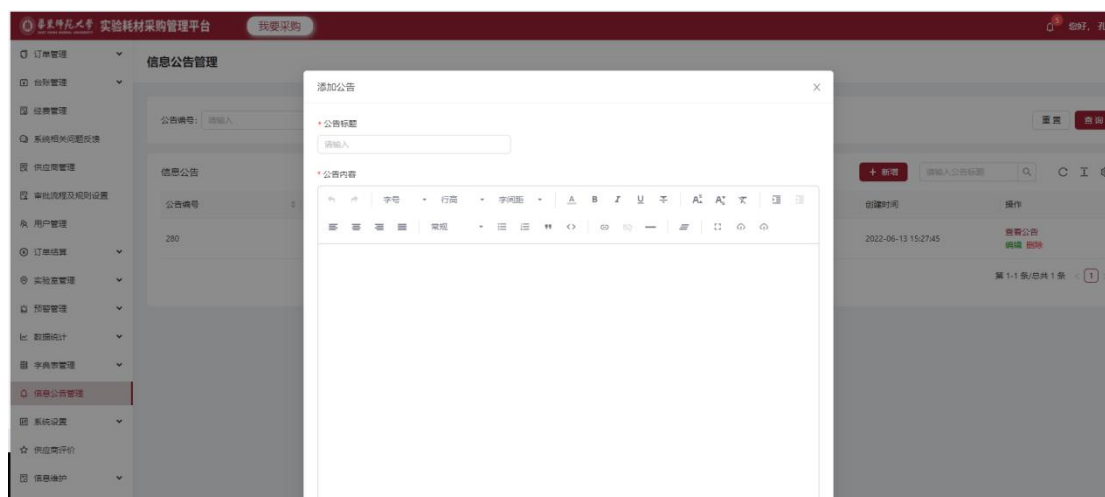 華東師範大學 实验耗材采购管理平台
我要采购
5
您好，孔
订单管理
台账管理
经费管理
系统相关问题反馈
供应商管理
审批流程及规则设置
用户管理
订单结算
实验室管理
预警管理
数据统计
字典表管理
信息公告管理
系统设置
供应商评价
信息维护
信息公告管理
公告编号: 请输入
重置
查询
信息公告
+ 新增
请输入公告标题
公告编号
创建时间
操作
280
2022-06-13 15:27:45
查看公告
编辑 删除
第 1-1 条/总共 1 条
1
添加公告
* 公告标题
请输入
* 公告内容
字号 行高 字间距
常规